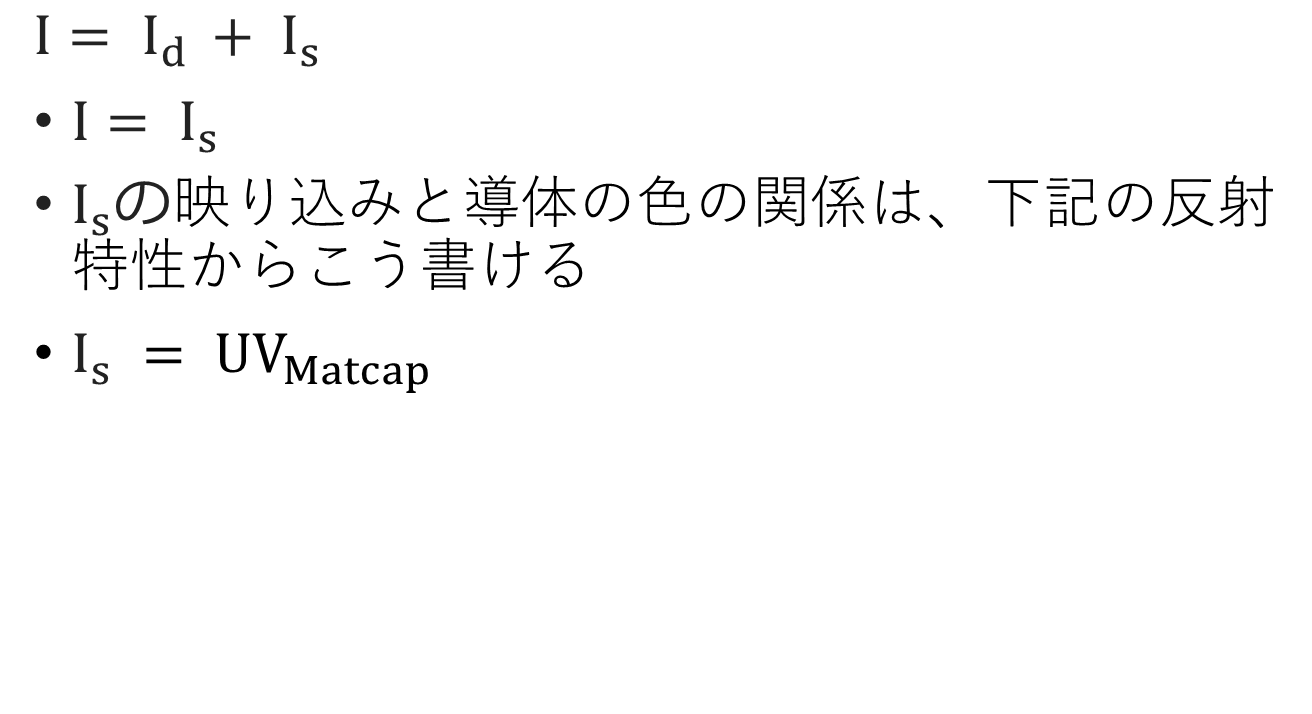 I = I_d + I_s
• I = I_s
• I_sの映り込みと導体の色の関係は、下記の反射
特性からこう書ける
• I_s = UV_Matcap